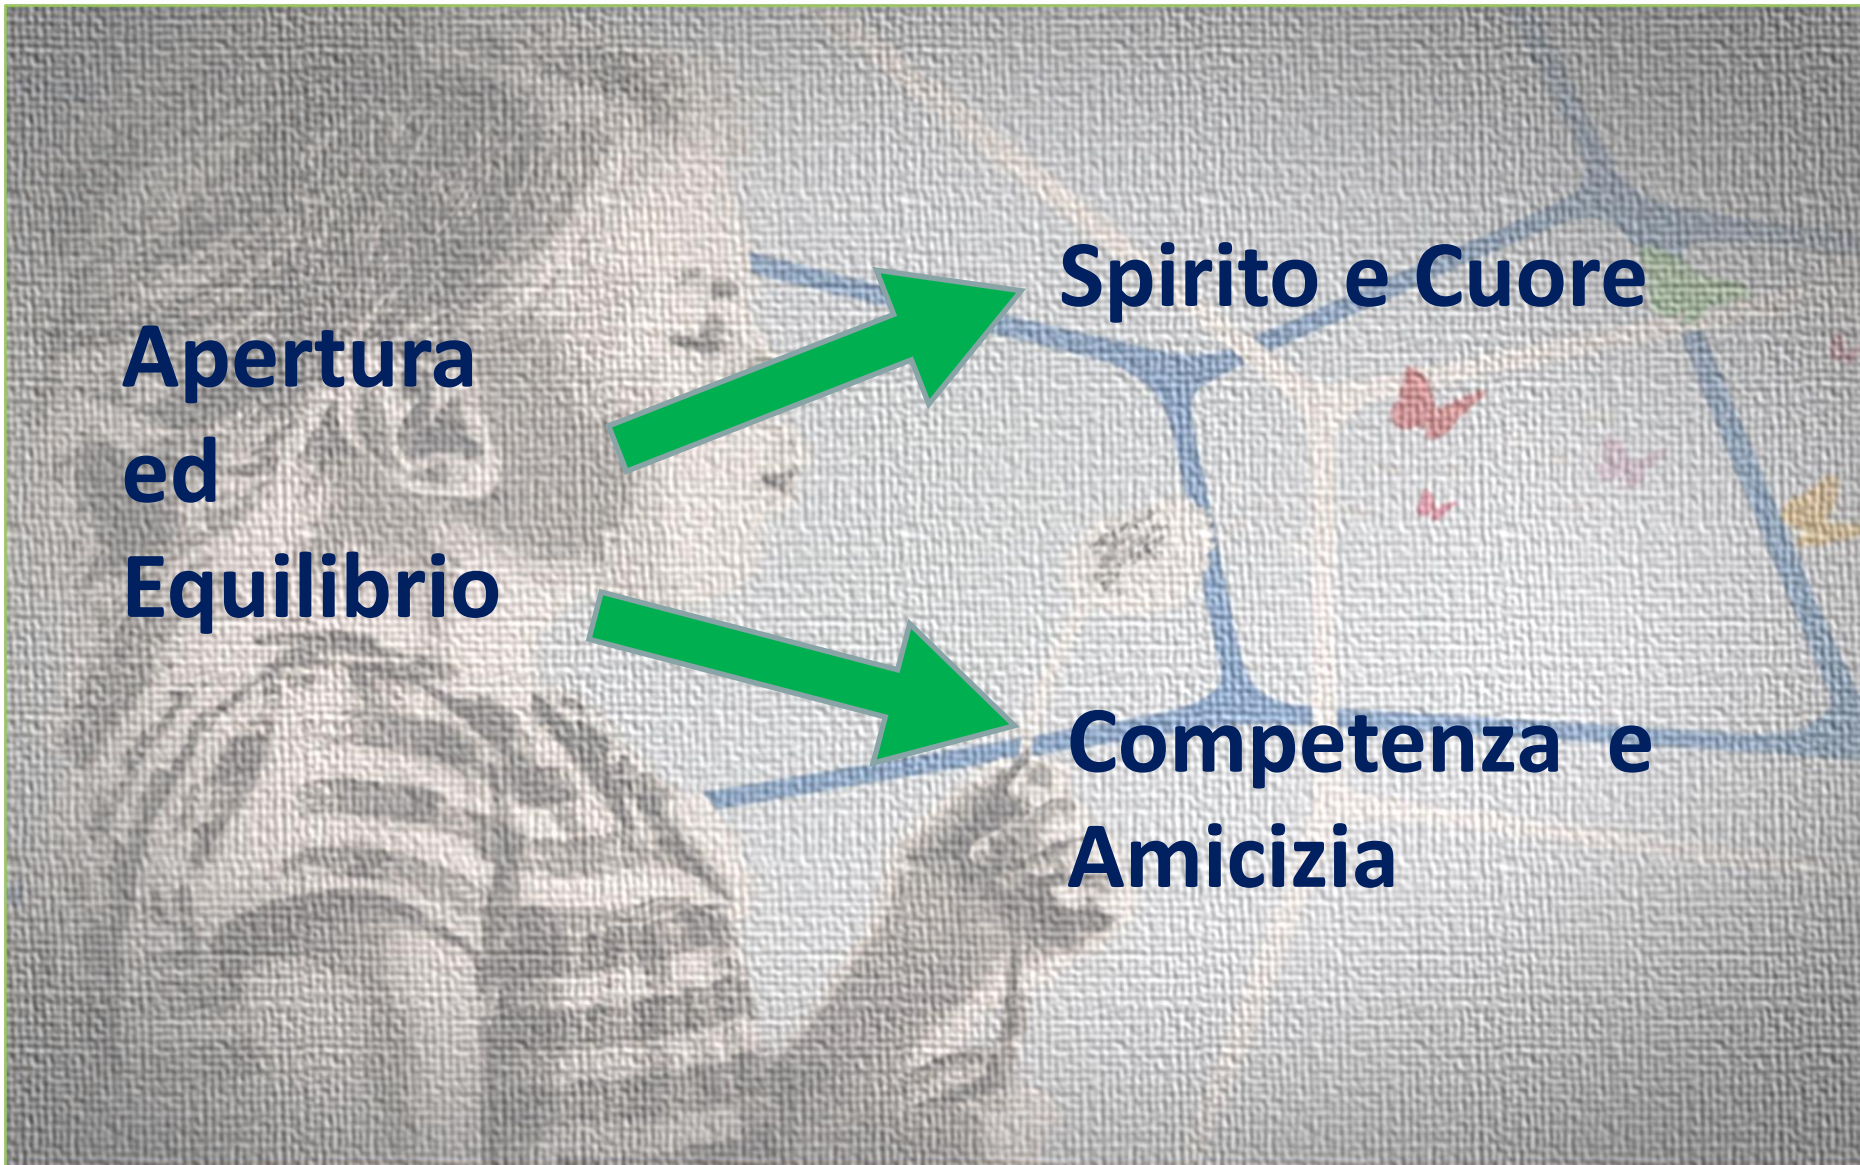 Apertura
ed
Equilibrio
Spirito e Cuore
Competenza  e
Amicizia